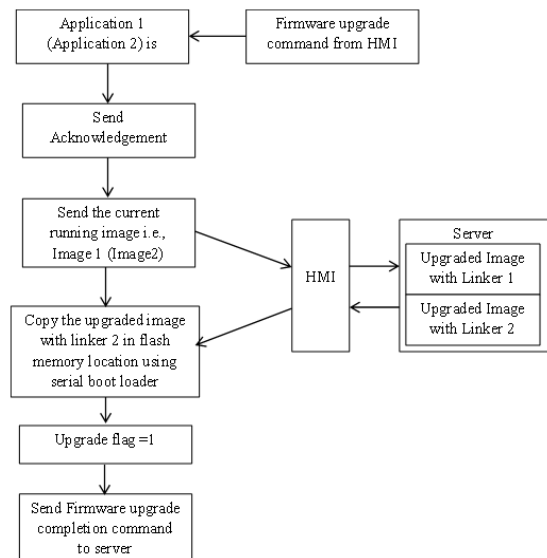 Application 1
(Application 2) is
Firmware upgrade
command from HMI
Send
Acknowledgement
Send the current
running image i.e.,
Image 1 (Image2)
HMI
Server
Upgraded Image
with Linker 1
Upgraded Image
with Linker 2
Copy the upgraded image
with linker 2 in flash
memory location using
serial boot loader
Upgrade flag =1
Send Firmware upgrade
completion command
to server